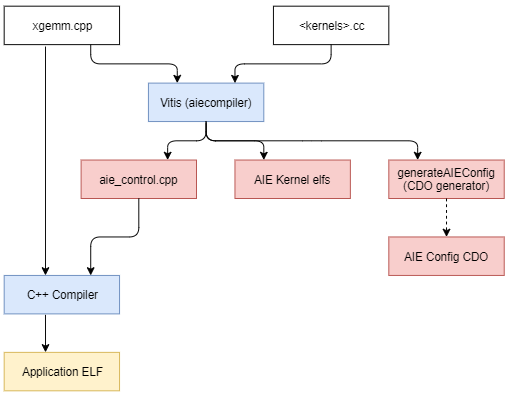 xgemm.cpp
<kernels>.cc
Vitis (aiecompiler)
aie_control.cpp
AIE Kernel elfs
generateAIEConfig
(CDO generator)
AIE Config CDO
C++ Compiler
Application ELF